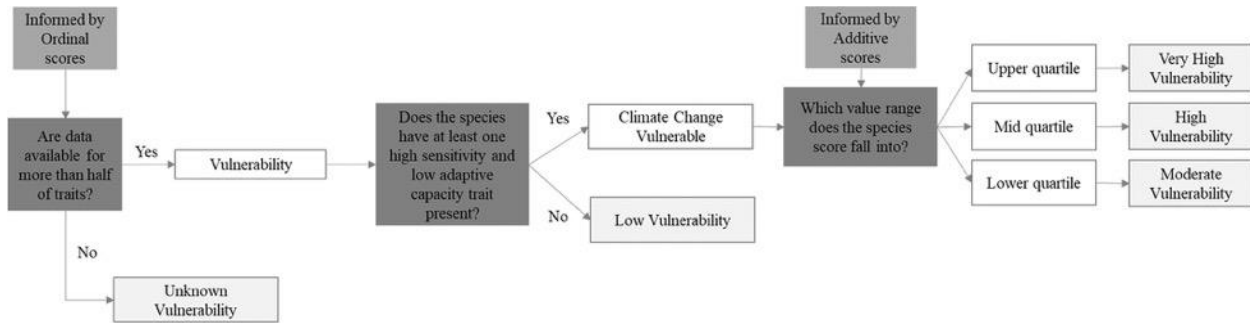 Informed by
Ordinal
scores
Are data
available for
more than half
of traits?
Yes
Vulnerability
No
Unknown
Vulnerability
Does the species
have at least one
high sensitivity and
low adaptive
capacity trait
present?
Yes
Climate Change
Vulnerable
No
Low Vulnerability
Informed by
Additive
scores
Which value range
does the species
score fall into?
Upper quartile
Very High
Vulnerability
Mid quartile
High
Vulnerability
Lower quartile
Moderate
Vulnerability